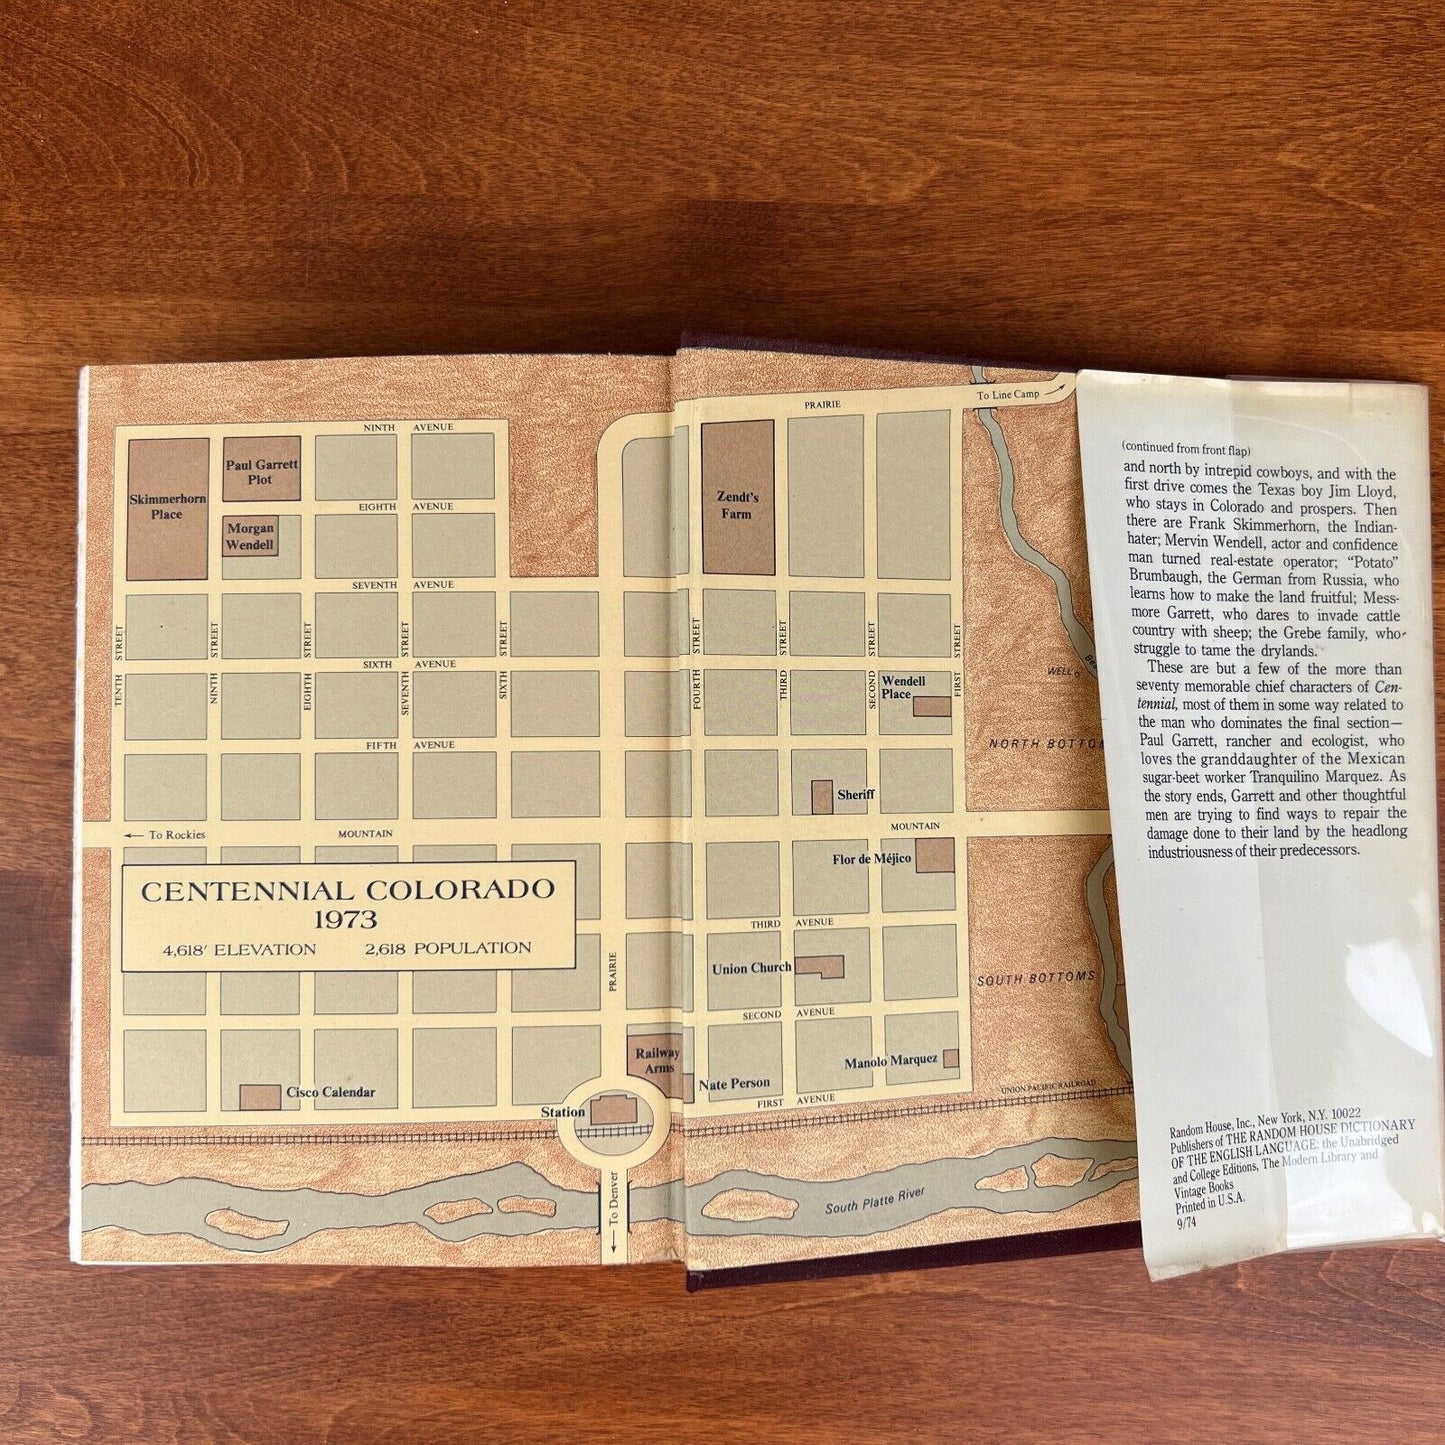 NINTH AVENUE
PRAIRIE
To Line Camp
Skimmerhorn
Place
Paul Garrett
Plot
Morgan
Wendell
Zendt's
Farm
EIGHTH AVENUE
SEVENTH AVENUE
TENTH STREET
NINTH STREET
EIGHTH STREET
SEVENTH STREET
SIXTH STREET
FOURTH STREET
THIRD STREET
SECOND STREET
FIRST STREET
SIXTH AVENUE
WELL
Wendell
Place
FIFTH AVENUE
NORTH BOTTOM
Sheriff
To Rockies
MOUNTAIN
MOUNTAIN
Flor de Méjico
CENTENNIAL COLORADO
1973
4,618' ELEVATION 2,618 POPULATION
THIRD AVENUE
PRAIRIE
Union Church
SOUTH BOTTOMS
SECOND AVENUE
Railway
Arms
Manolo Marquez
Nate Person
Cisco Calendar
Station
FIRST AVENUE
UNION PACIFIC RAILROAD
To Denver
South Platte River
(continued from front flap)
and north by intrepid cowboys, and with the
first drive comes the Texas boy Jim Lloyd,
who stays in Colorado and prospers. Then
there are Frank Skimmerhorn, the Indian-
hater; Mervin Wendell, actor and confidence
man turned real-estate operator; “Potato”
Brumbaugh, the German from Russia, who
learns how to make the land fruitful; Mess-
more Garrett, who dares to invade cattle
country with sheep; the Grebe family, who
struggle to tame the drylands.
These are but a few of the more than
seventy memorable chief characters of Cen-
tennial, most of them in some way related to
the man who dominates the final section—
Paul Garrett, rancher and ecologist, who
loves the granddaughter of the Mexican
sugar-beet worker Tranquilino Marquez. As
the story ends, Garrett and other thoughtful
men are trying to find ways to repair the
damage done to their land by the headlong
industriousness of their predecessors.
Random House, Inc., New York, N.Y. 10022
Publishers of THE RANDOM HOUSE DICTIONARY
OF THE ENGLISH LANGUAGE: the Unabridged
and College Editions, The Modern Library and
Vintage Books
Printed in U.S.A.
9/74